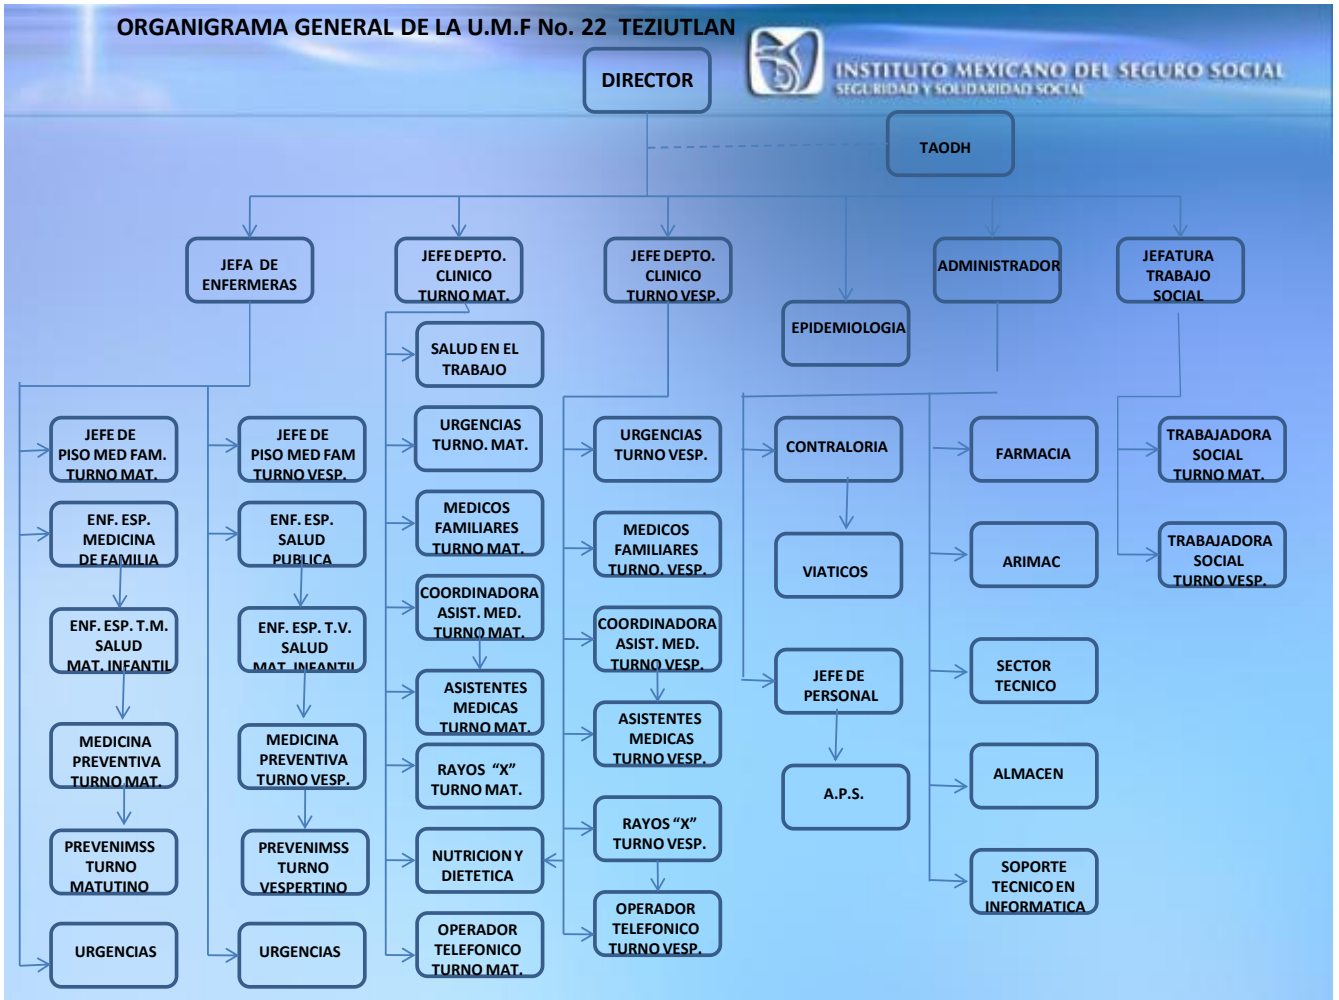 ORGANIGRAMA GENERAL DE LA U.M.F No. 22 TEZIUTLAN
DIRECTOR
INSTITUTO MEXICANO DEL SEGURO SOCIAL
SEGURIDAD Y SOLIDARIDAD SOCIAL
TAODH
JEFA DE
ENFERMERAS
JEFE DEPTO.
CLINICO
TURNO MAT.
JEFE DEPTO.
CLINICO
TURNO VESP.
EPIDEMIOLOGIA
ADMINISTRADOR
JEFATURA
TRABAJO
SOCIAL
JEFE DE
PISO MED FAM.
TURNO MAT.
ENF. ESP.
MEDICINA
DE FAMILIA
ENF. ESP. T.M.
SALUD
MAT. INFANTIL
MEDICINA
PREVENTIVA
TURNO MAT.
PREVENIMSS
TURNO
MATUTINO
URGENCIAS
JEFE DE
PISO MED FAM
TURNO VESP.
ENF. ESP.
SALUD
PUBLICA
ENF. ESP. T.V.
SALUD
MAT. INFANTIL
MEDICINA
PREVENTIVA
TURNO VESP.
PREVENIMSS
TURNO
VESPERTINO
URGENCIAS
SALUD EN EL
TRABAJO
URGENCIAS
TURNO. MAT.
MEDICOS
FAMILIARES
TURNO MAT.
COORDINADORA
ASIST. MED.
TURNO MAT.
ASISTENTES
MEDICAS
TURNO MAT.
RAYOS “X”
TURNO MAT.
NUTRICION Y
DIETETICA
OPERADOR
TELEFONICO
TURNO MAT.
URGENCIAS
TURNO VESP.
MEDICOS
FAMILIARES
TURNO. VESP.
COORDINADORA
ASIST. MED.
TURNO VESP.
ASISTENTES
MEDICAS
TURNO VESP.
RAYOS “X”
TURNO VESP.
OPERADOR
TELEFONICO
TURNO VESP.
CONTRALORIA
VIATICOS
JEFE DE
PERSONAL
A.P.S.
FARMACIA
ARIMAC
SECTOR
TECNICO
ALMACEN
SOPORTE
TECNICO EN
INFORMATICA
TRABAJADORA
SOCIAL
TURNO MAT.
TRABAJADORA
SOCIAL
TURNO VESP.